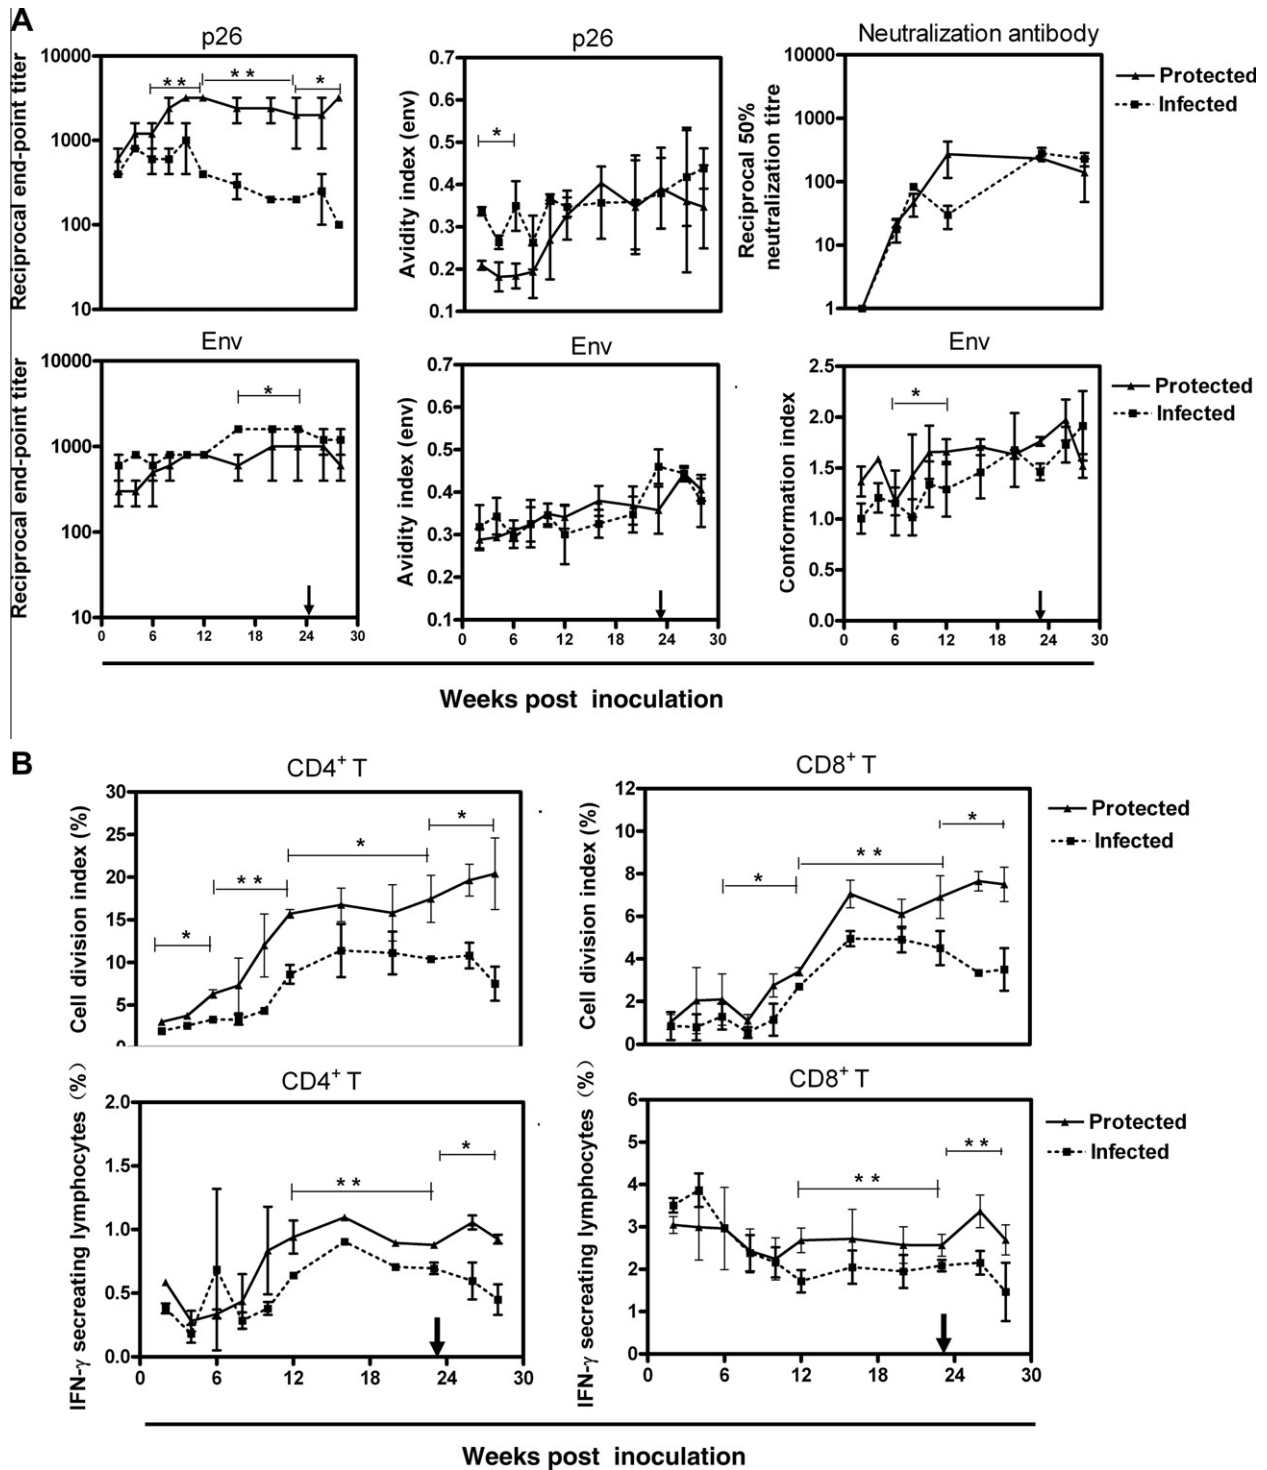 A
p26
p26
Neutralization antibody
Reciprocal end-point titer
10000
1000
100
10
* *
* *
*
Avidity index (env)
0.7
0.6
0.5
0.4
0.3
0.2
0.1
*
Reciprocal 50%
neutralization titre
10000
1000
100
10
1
Protected
Infected
Env
Env
Env
Reciprocal end-point titer
10000
1000
100
10
*
0 6 12 18 24 30
Avidity index (env)
0.7
0.6
0.5
0.4
0.3
0.2
0.1
0 6 12 18 24 30
Conformation index
2.5
2.0
1.5
1.0
0.5
0.0
*
0 6 12 18 24 30
Protected
Infected
Weeks post inoculation
B
CD4+ T
CD8+ T
Cell division index (%)
30
25
20
15
10
5
0
*
* *
*
*
Cell division index (%)
12
10
8
6
4
2
0
*
* *
*
Protected
Infected
CD4+ T
CD8+ T
IFN-γ secreating lymphocytes (%)
2.0
1.5
1.0
0.5
0.0
* *
*
0 6 12 18 24 30
IFN-γ secreating lymphocytes (%)
6
5
4
3
2
1
0
* *
* *
0 6 12 18 24 30
Protected
Infected
Weeks post inoculation